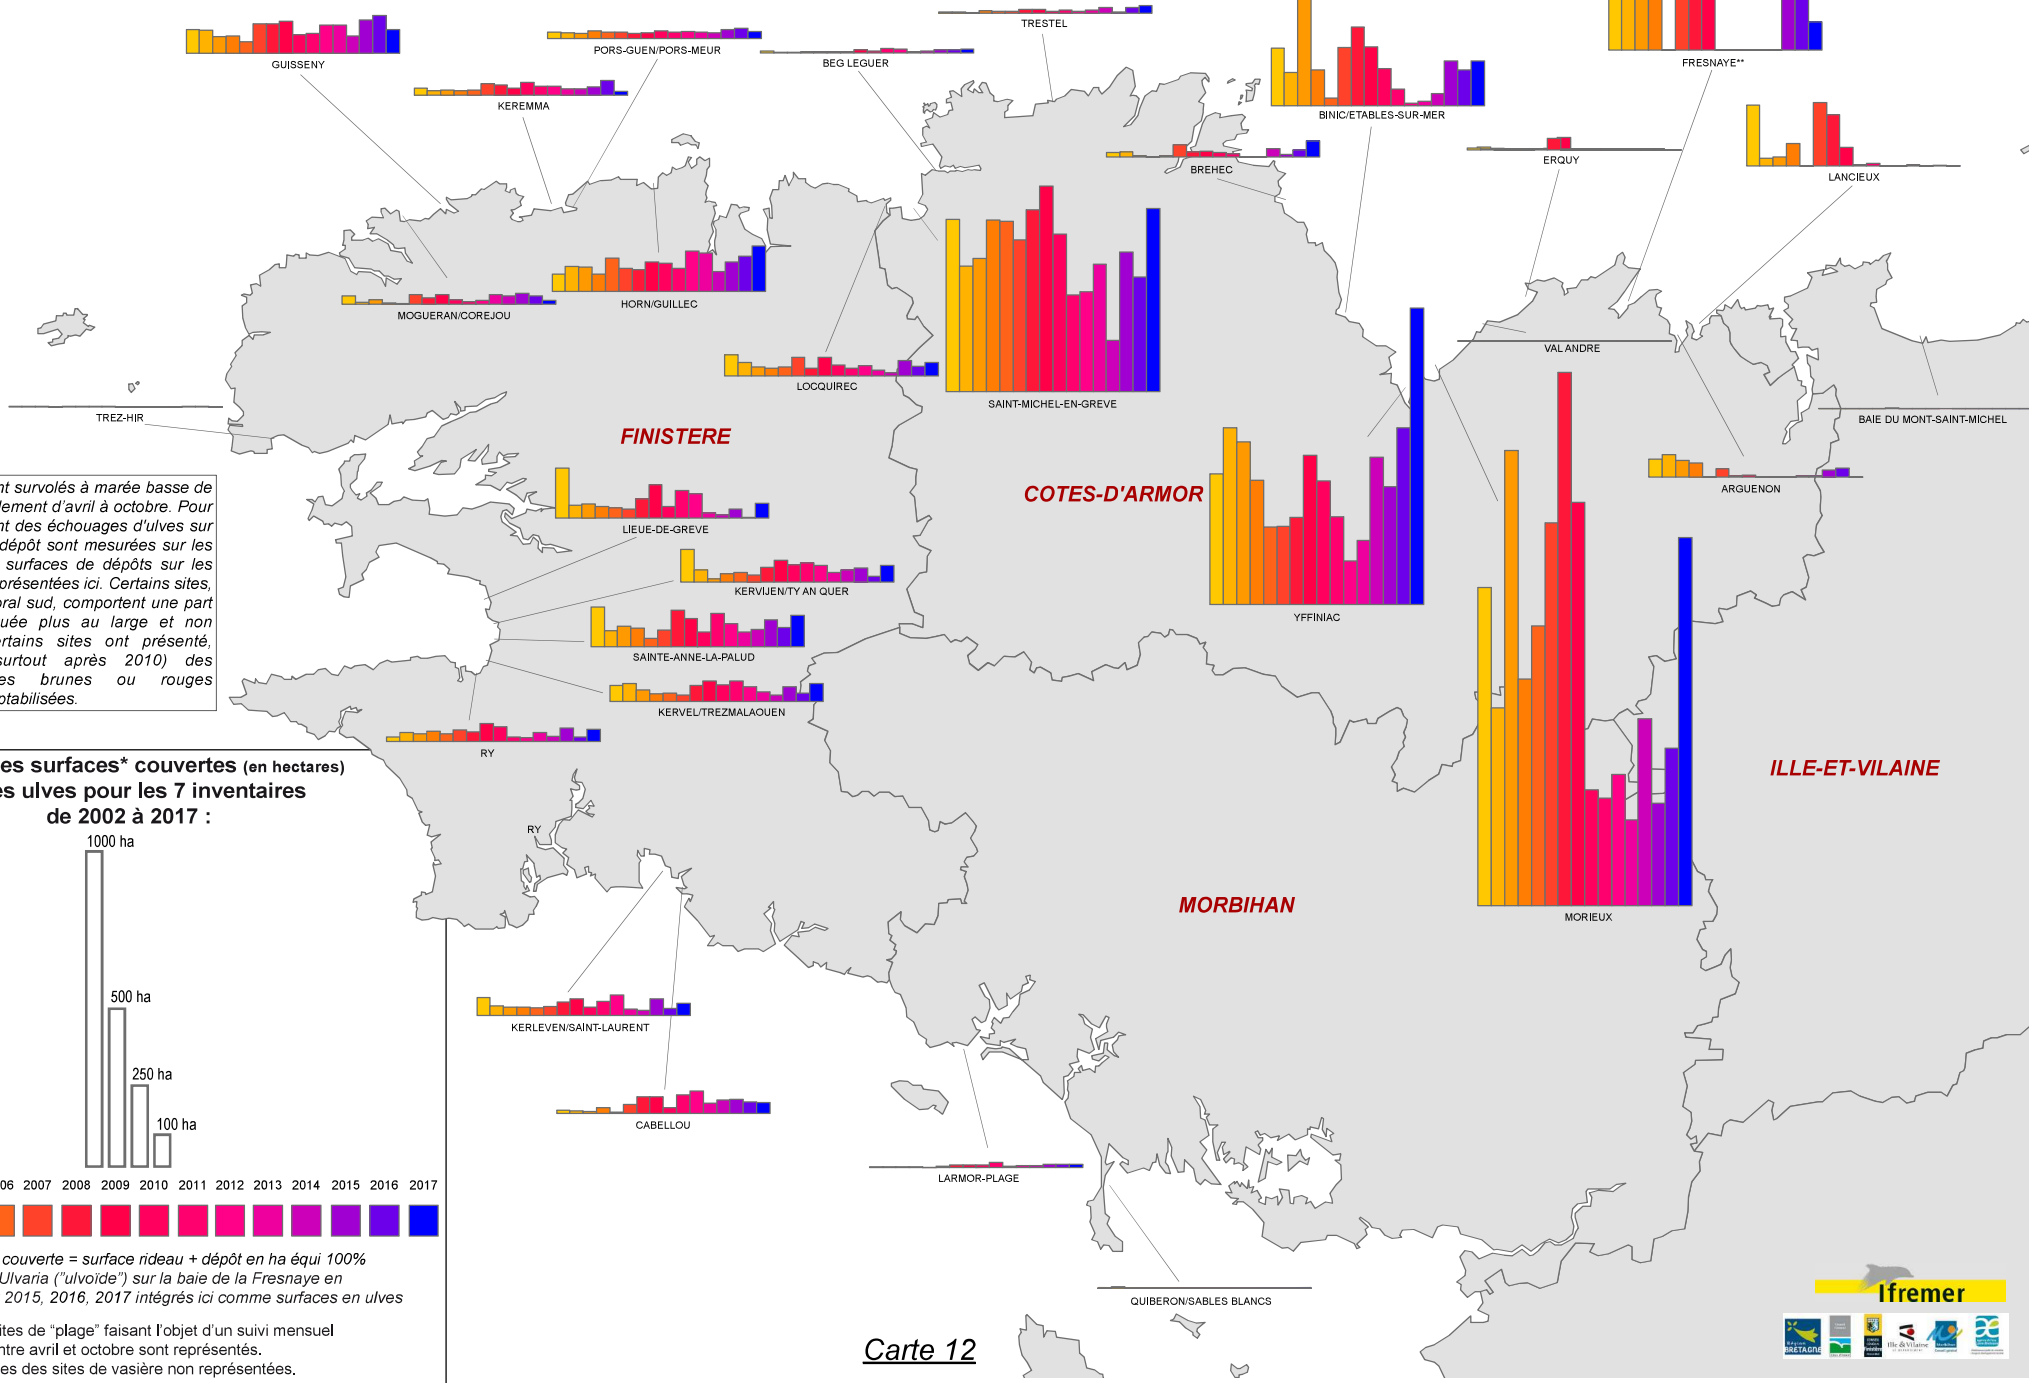 TRESTEL
GUISSENY
PORS-GUEN/PORS-MEUR
BEG LEGUER
FRESNAYE**
KEREMMA
BINIC/ETABLES-SUR-MER
ERQUY
BREHEC
LANCIEUX
MOGUERAN/COREJOU
HORN/GUILLEC
VAL ANDRE
LOCQUIREC
SAINT-MICHEL-EN-GREVE
TREZ-HIR
BAIE DU MONT-SAINT-MICHEL
FINISTERE
COTES-D'ARMOR
ARGUENON
nt survolés à marée basse de
lement d'avril à octobre. Pour
nt des échouages d'ulves sur
dépôt sont mesurées sur les
surfaces de dépôts sur les
présentées ici. Certains sites,
oral sud, comportent une part
uée plus au large et non
ertains sites ont présenté,
surtout après 2010) des
es brunes ou rouges
ptabilisées.
LIEUE-DE-GREVE
KERVIJEN/TY AN QUER
YFFINIAC
SAINTE-ANNE-LA-PALUD
KERVEL/TREZMALAOUEN
RY
ILLE-ET-VILAINE
es surfaces* couvertes (en hectares)
es ulves pour les 7 inventaires
de 2002 à 2017 :
RY
1000 ha
500 ha
250 ha
100 ha
MORBIHAN
MORIEUX
KERLEVEN/SAINT-LAURENT
CABELLOU
LARMOR-PLAGE
06 2007 2008 2009 2010 2011 2012 2013 2014 2015 2016 2017
couverte = surface rideau + dépôt en ha équi 100%
Ulvaria ("ulvoïde") sur la baie de la Fresnaye en
2015, 2016, 2017 intégrés ici comme surfaces en ulves
ites de "plage" faisant l'objet d'un suivi mensuel
ntre avril et octobre sont représentés.
es des sites de vasière non représentées.
QUIBERON/SABLES BLANCS
Carte 12
Ifremer
BRETAGNE
Ille & Vilaine